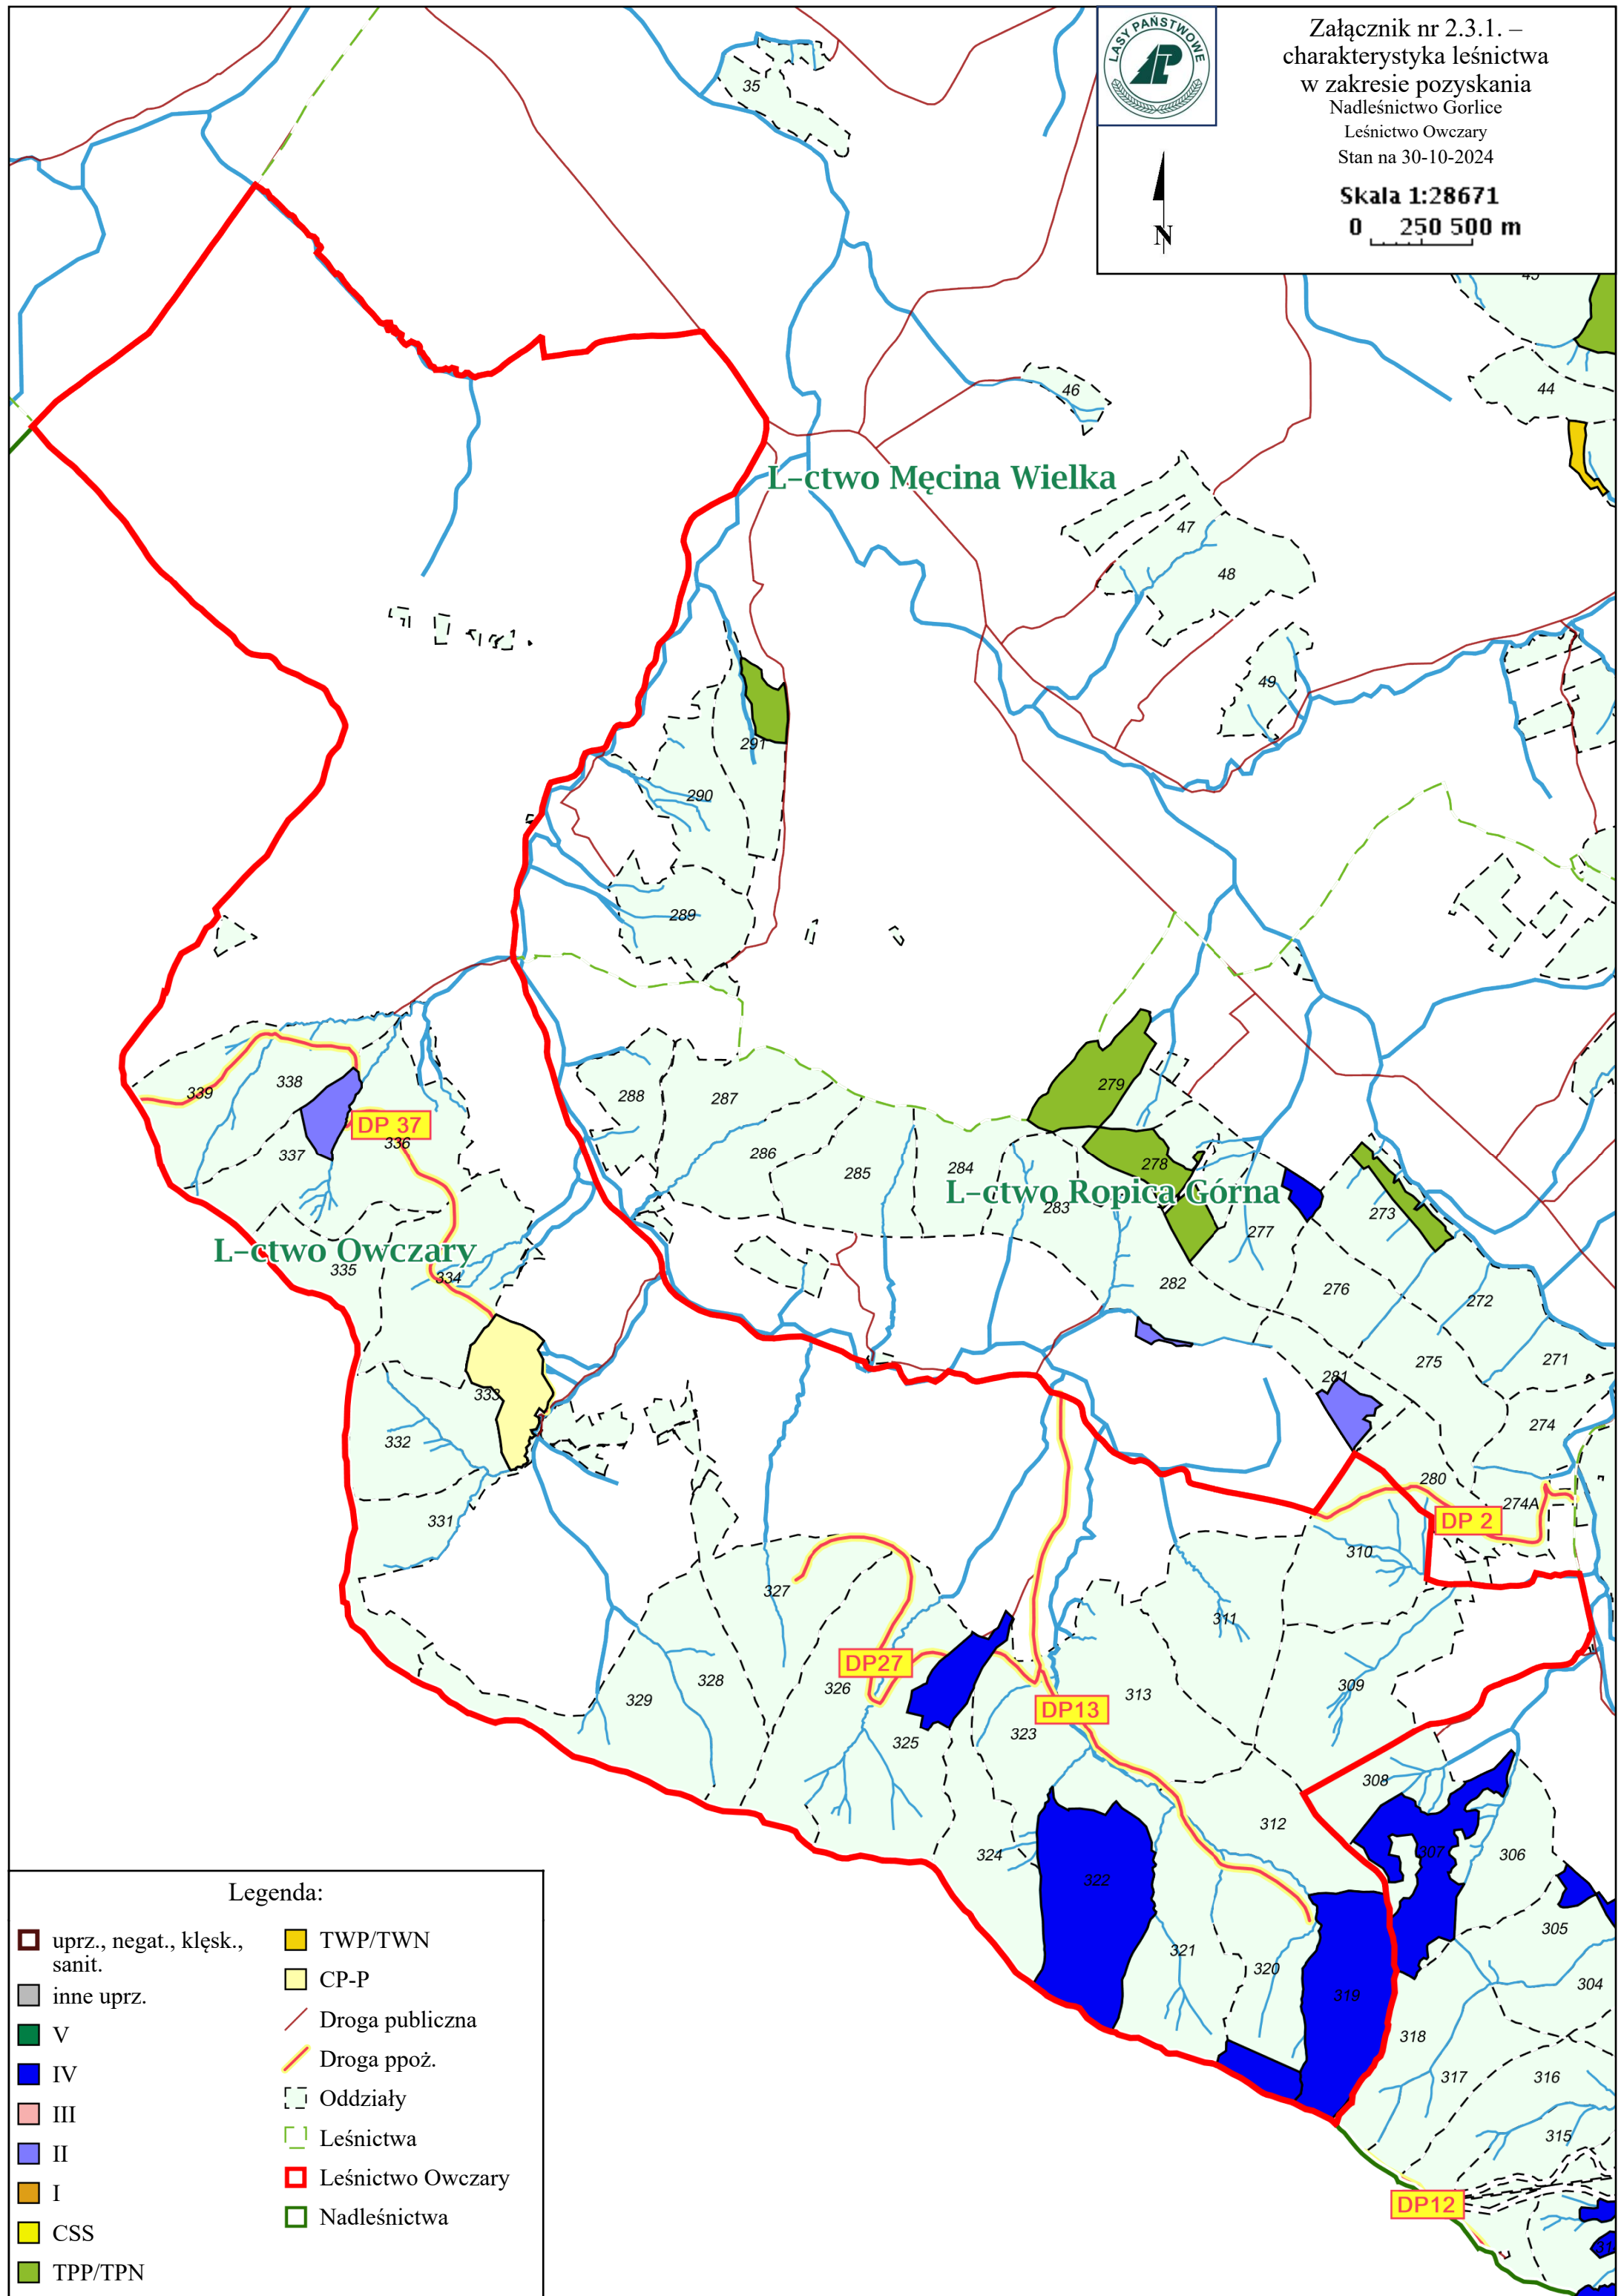 LASY PAŃSTWOWE
Załącznik nr 2.3.1. –
charakterystyka leśnictwa
w zakresie pozyskania
Nadleśnictwo Gorlice
Leśnictwo Owczary
Stan na 30-10-2024
Skala 1:28671
0 250 500 m
N
35
44
46
L-ctwo Męcina Wielka
47
48
49
291
290
289
339
338
288
287
279
DP 37
336
337
286
285
284
278
L-ctwo Ropica Górna
283
273
277
L-ctwo Owczary
335
334
282
276
272
275
271
281
333
274
332
280
274A
331
DP 2
310
327
311
DP27
326
329
328
309
313
DP13
323
325
308
312
324
307
306
322
305
321
320
304
319
318
317
316
315
DP12
Legenda:
uprz., negat., klęsk.,
sanit.
inne uprz.
V
IV
III
II
I
CSS
TPP/TPN
TWP/TWN
CP-P
Droga publiczna
Droga ppoż.
Oddziały
Leśnictwa
Leśnictwo Owczary
Nadleśnictwa